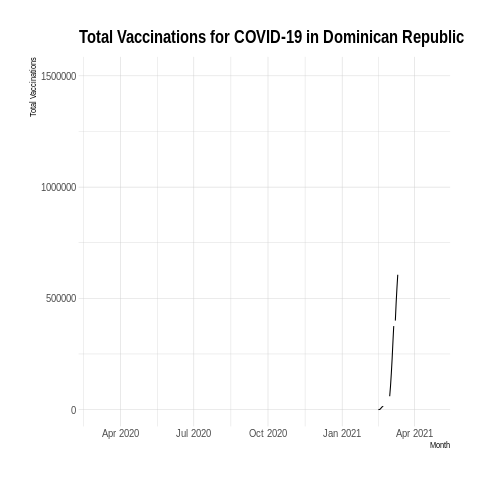 Total Vaccinations for COVID-19 in Dominican Republic
Total Vaccinations
1500000
1000000
500000
0
Apr 2020 Jul 2020 Oct 2020 Jan 2021 Apr 2021
Month